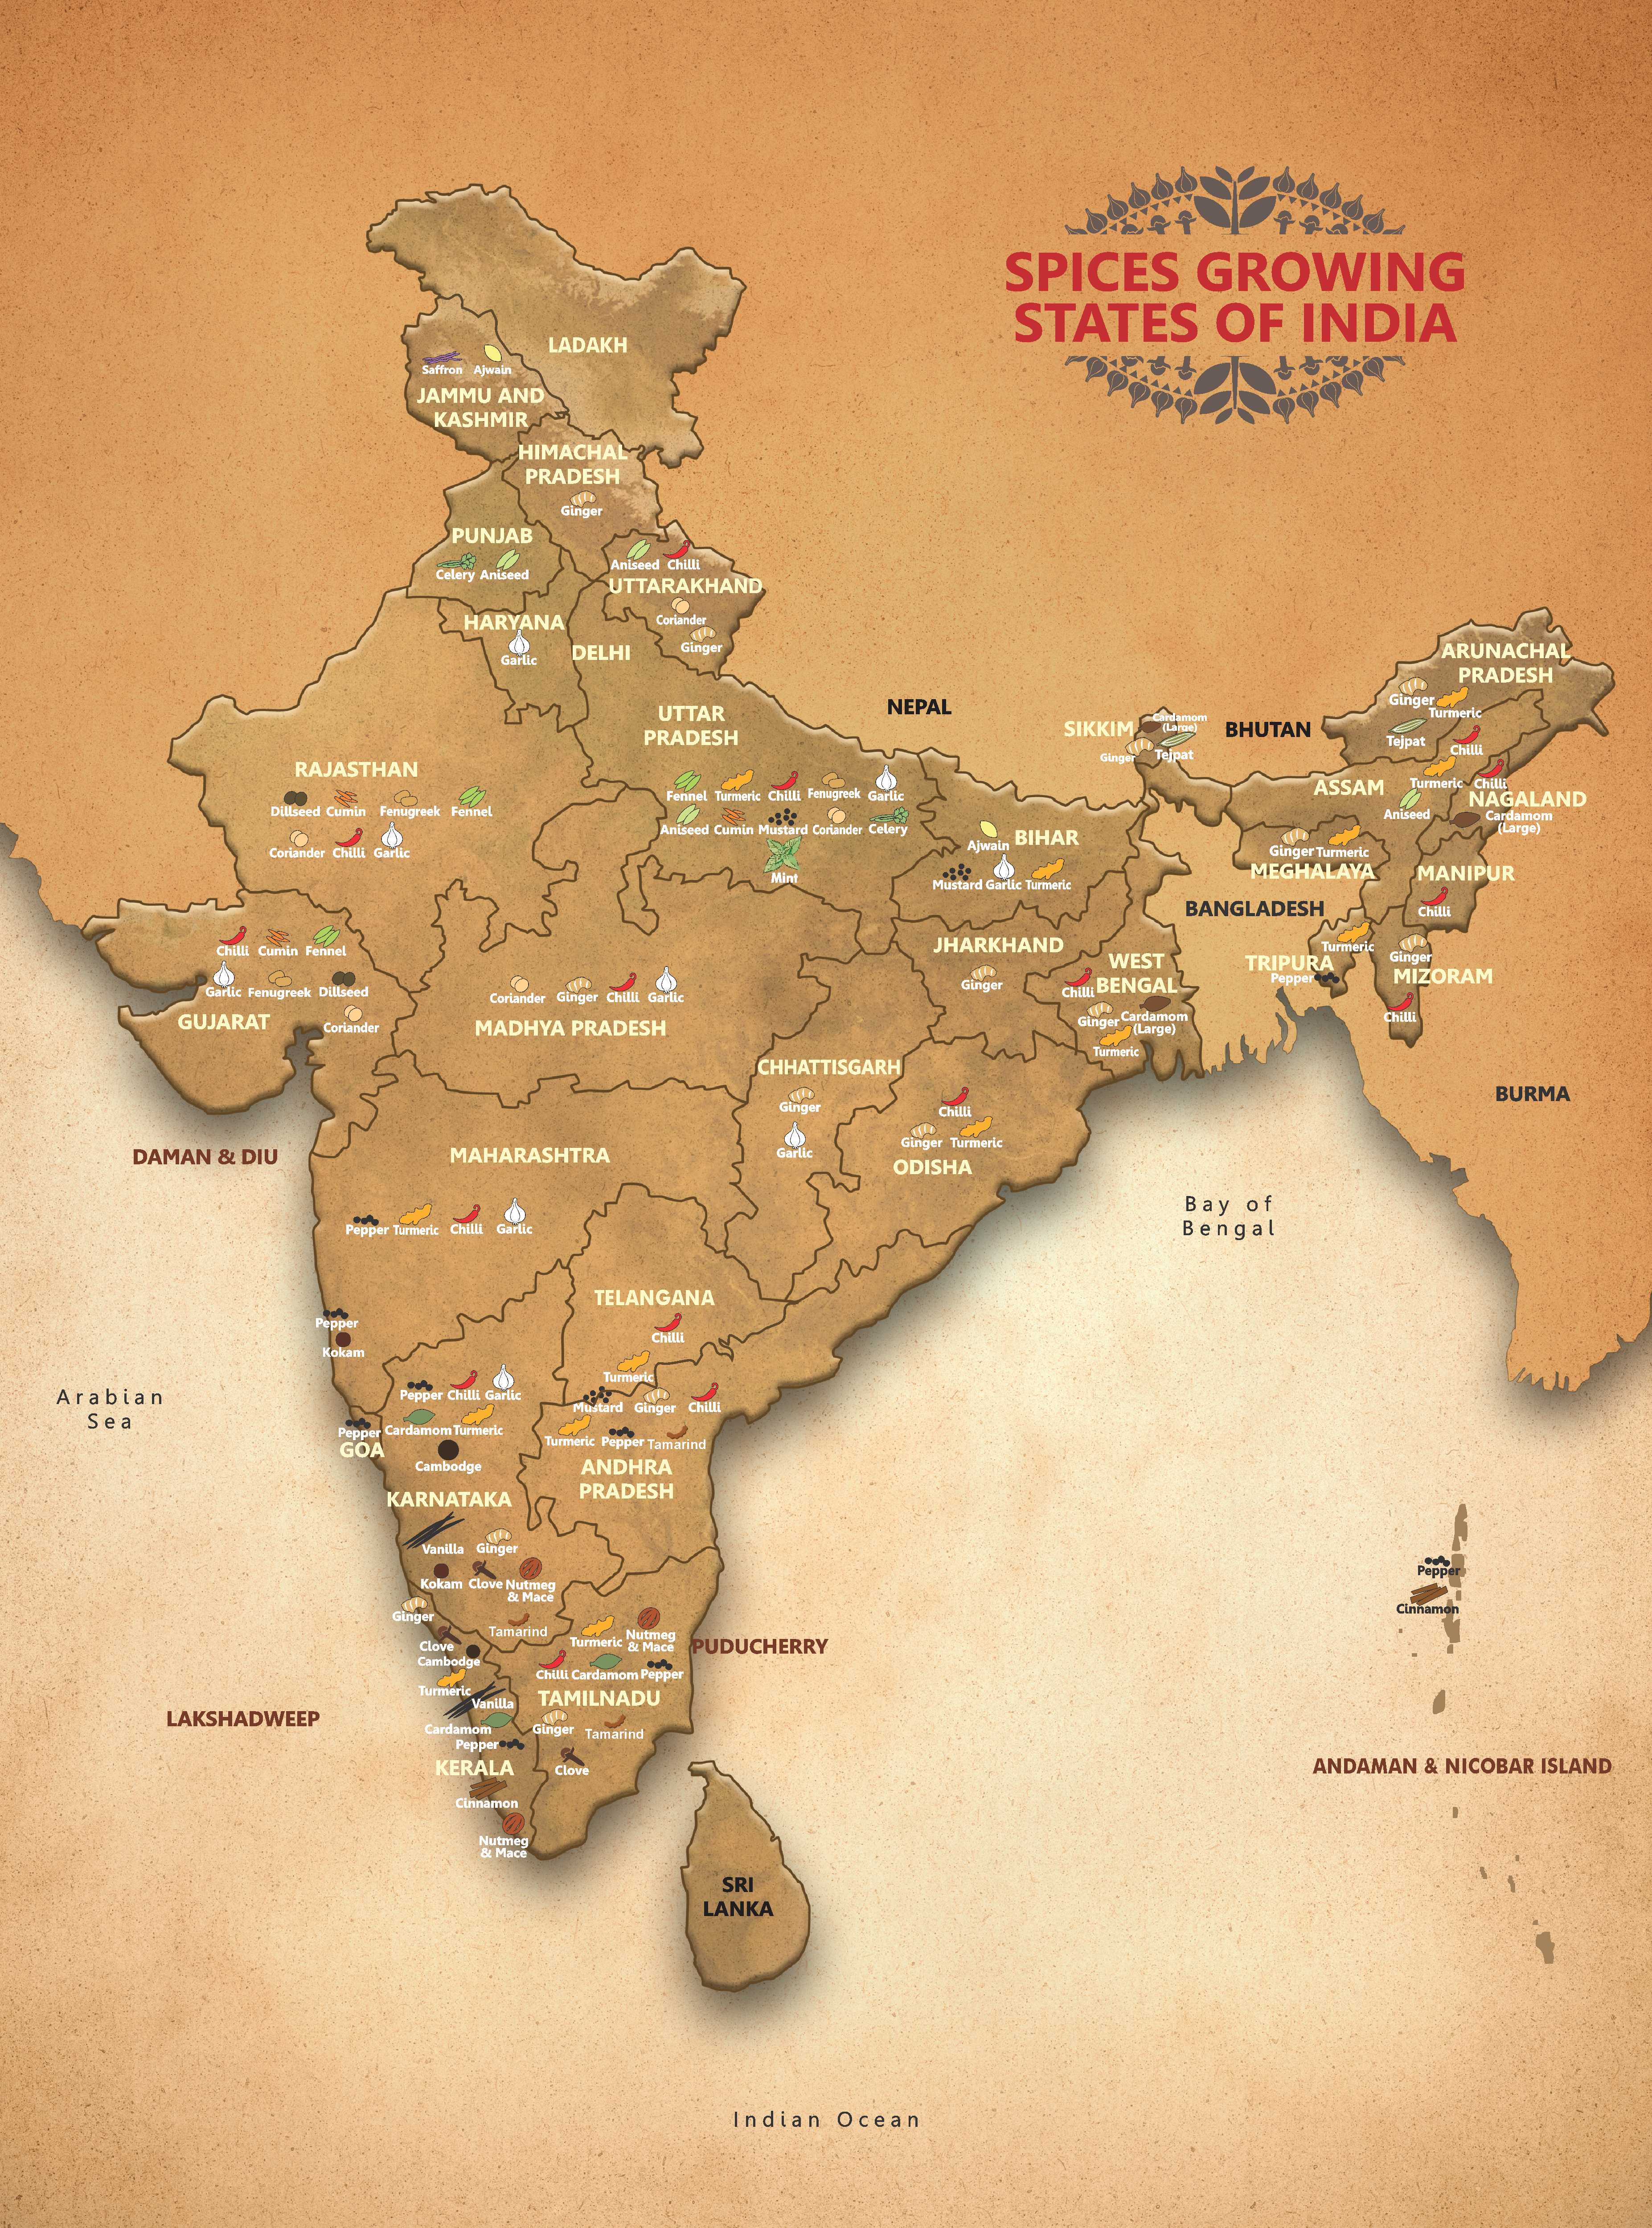 SPICES GROWING
STATES OF INDIA
LADAKH
Saffron Ajwain
JAMMU AND
KASHMIR
HIMACHAL
PRADESH
Ginger
PUNJAB
Celery Aniseed
Aniseed Chilli
UTTARAKHAND
Coriander
Ginger
HARYANA
Garlic
DELHI
UTTAR
PRADESH
Fennel Turmeric Chilli Fenugreek Garlic
Aniseed Cumin Mustard Coriander Celery
Mint
NEPAL
SIKKIM
Cardamom
(Large)
Ginger Tejpat
BHUTAN
ARUNACHAL
PRADESH
Ginger
Turmeric
Tejpat
Chilli
ASSAM
Turmeric Chilli
Aniseed
NAGALAND
Cardamom
(Large)
Ginger Turmeric
MEGHALAYA
MANIPUR
Chilli
BANGLADESH
Turmeric
TRIPURA
Pepper
Ginger
MIZORAM
Chilli
BURMA
RAJASTHAN
Dillseed Cumin Fenugreek Fennel
Coriander Chilli Garlic
Ajwain BIHAR
Mustard Garlic Turmeric
JHARKHAND
Ginger
WEST
BENGAL
Chilli
Ginger Cardamom
(Large)
Turmeric
Chilli Cumin Fennel
Garlic Fenugreek Dillseed
GUJARAT
Coriander
Coriander Ginger Chilli Garlic
MADHYA PRADESH
CHHATTISGARH
Ginger
Garlic
Chilli
Ginger Turmeric
ODISHA
DAMAN & DIU
MAHARASHTRA
Pepper Turmeric Chilli Garlic
Pepper
Kokam
Bay of
Bengal
TELANGANA
Chilli
Turmeric
Arabian
Sea
Pepper
GOA
Pepper Chilli Garlic
Cardamom Turmeric
Cambodge
KARNATAKA
Vanilla Ginger
Kokam Clove Nutmeg
& Mace
Tamarind
Mustard Ginger Chilli
Turmeric Pepper Tamarind
ANDHRA
PRADESH
Ginger
Clove
Cambodge
Turmeric
Vanilla
Cardamom
Pepper
KERALA
Cinnamon
Nutmeg
& Mace
Turmeric Nutmeg
& Mace
Chilli Cardamom Pepper
TAMILNADU
Ginger Tamarind
Clove
PUDUCHERRY
LAKSHADWEEP
Pepper
Cinnamon
ANDAMAN & NICOBAR ISLAND
SRI
LANKA
Indian Ocean